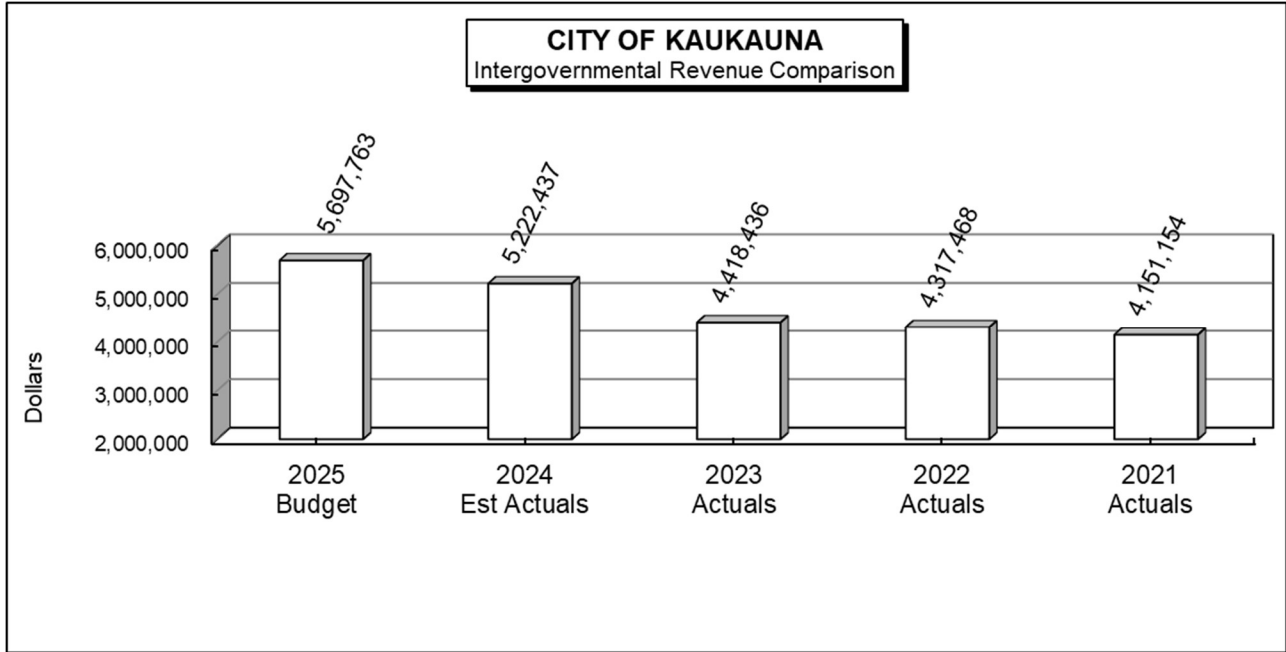 CITY OF KAUKAUNA
Intergovernmental Revenue Comparison
5,697,763
5,222,437
4,418,436
4,317,468
4,151,154
6,000,000
5,000,000
4,000,000
3,000,000
2,000,000
Dollars
2025
Budget
2024
Est Actuals
2023
Actuals
2022
Actuals
2021
Actuals